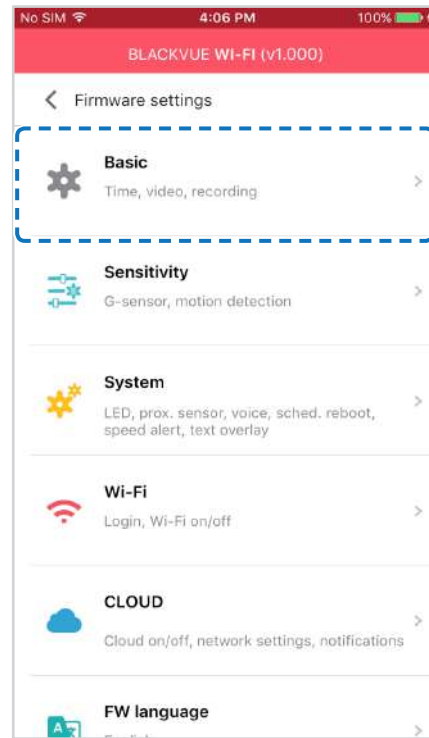 No SIM 4:06 PM 100%
BLACKVUE WI-FI (v1.000)
Firmware settings
Basic
Time, video, recording
Sensitivity
G-sensor, motion detection
System
LED, prox. sensor, voice, sched. reboot,
speed alert, text overlay
Wi-Fi
Login, Wi-Fi on/off
CLOUD
Cloud on/off, network settings, notifications
FW language
A